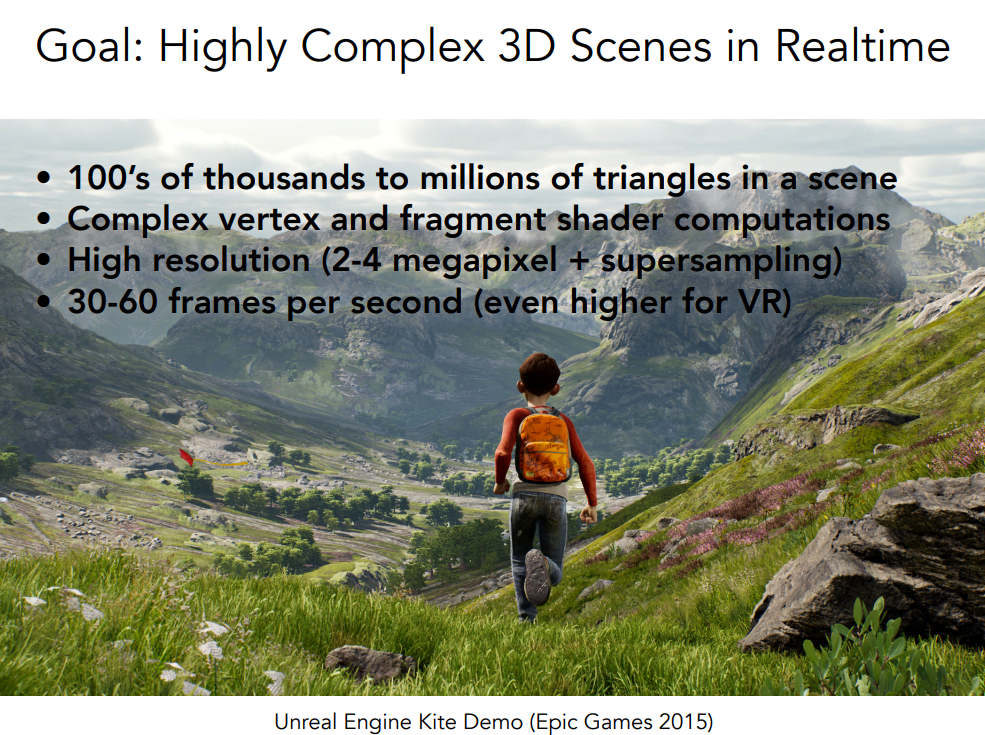 Goal: Highly Complex 3D Scenes in Realtime
• 100’s of thousands to millions of triangles in a scene
• Complex vertex and fragment shader computations
• High resolution (2-4 megapixel + supersampling)
• 30-60 frames per second (even higher for VR)
Unreal Engine Kite Demo (Epic Games 2015)